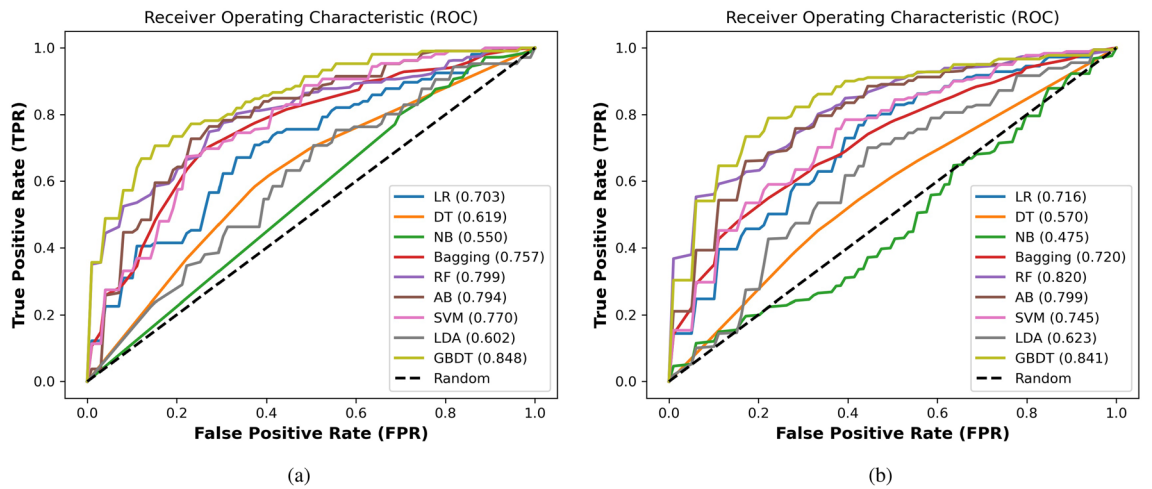 Receiver Operating Characteristic (ROC)
True Positive Rate (TPR)
1.0
0.8
0.6
0.4
0.2
0.0
LR (0.703)
DT (0.619)
NB (0.550)
Bagging (0.757)
RF (0.799)
AB (0.794)
SVM (0.770)
LDA (0.602)
GBDT (0.848)
Random
0.0 0.2 0.4 0.6 0.8 1.0
False Positive Rate (FPR)
(a)
Receiver Operating Characteristic (ROC)
True Positive Rate (TPR)
1.0
0.8
0.6
0.4
0.2
0.0
LR (0.716)
DT (0.570)
NB (0.475)
Bagging (0.720)
RF (0.820)
AB (0.799)
SVM (0.745)
LDA (0.623)
GBDT (0.841)
Random
0.0 0.2 0.4 0.6 0.8 1.0
False Positive Rate (FPR)
(b)